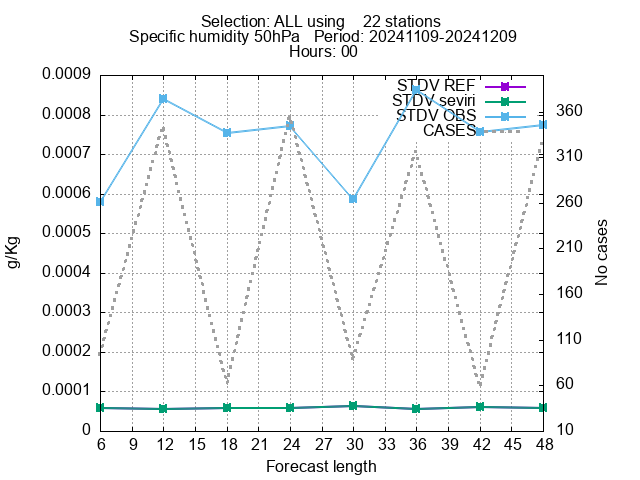 Selection: ALL using    22 stations
Specific humidity 50hPa   Period: 20241109-20241209
Hours: 00
STDV REF
STDV seviri
STDV OBS
CASES
0.0009
0.0008
0.0007
0.0006
0.0005
0.0004
0.0003
0.0002
0.0001
0
g/Kg
360
310
260
210
160
110
60
10
No cases
6 9 12 15 18 21 24 27 30 33 36 39 42 45 48
Forecast length